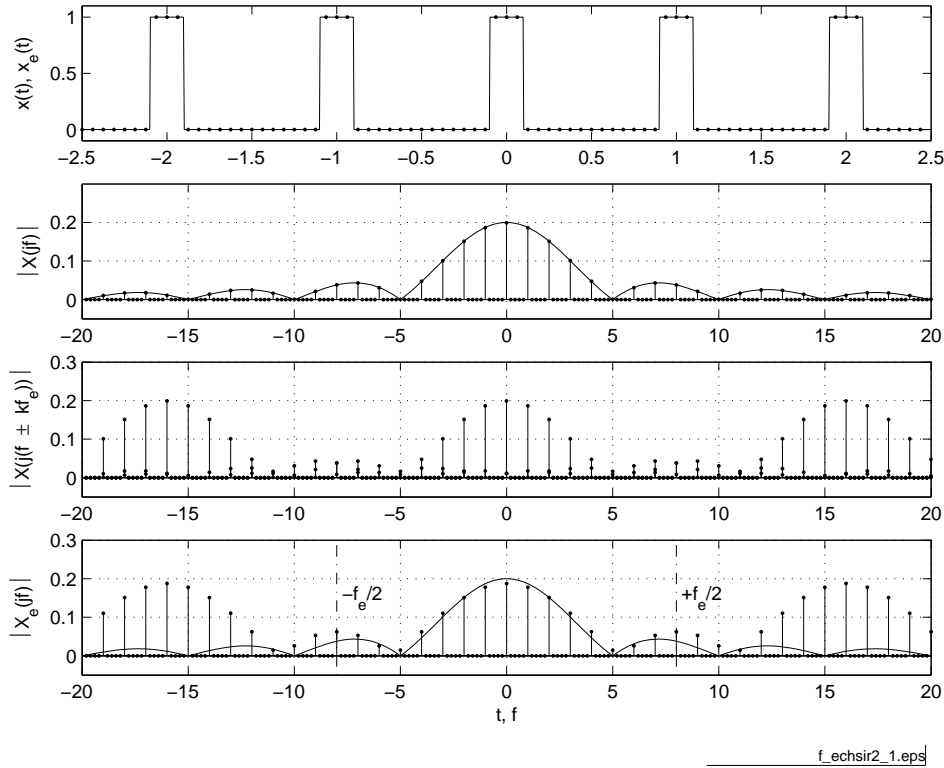 x(t), x_e(t)
1
0.5
0
−2.5 −2 −1.5 −1 −0.5 0 0.5 1 1.5 2 2.5
|X(jf)|
0.2
0.1
0
−20 −15 −10 −5 0 5 10 15 20
|X(j(f ± kf_e))|
0.3
0.2
0.1
0
−20 −15 −10 −5 0 5 10 15 20
|X_e(jf)|
0.3
0.2
0.1
0
−f_e/2
+f_e/2
−20 −15 −10 −5 0 5 10 15 20
t, f
f_echsir2_1.eps